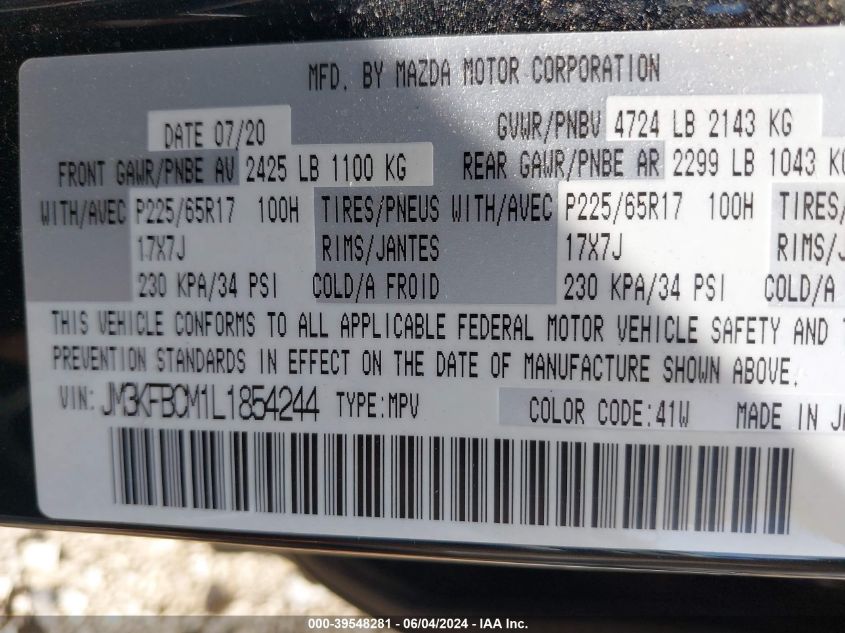 MFD. BY MAZDA MOTOR CORPORATION
DATE 07/20 GVWR/PNBV 4724 LB 2143 KG
FRONT GAWR/PNBE AV 2425 LB 1100 KG REAR GAWR/PNBE AR 2299 LB 1043 KG
WITH/AVEC P225/65R17 100H TIRES/PNEUS WITH/AVEC P225/65R17 100H TIRES/
17X7J RIMS/JANTES 17X7J RIMS/J
230 KPA/34 PSI COLD/A FROID 230 KPA/34 PSI COLD/A
THIS VEHICLE CONFORMS TO ALL APPLICABLE FEDERAL MOTOR VEHICLE SAFETY AND
PREVENTION STANDARDS IN EFFECT ON THE DATE OF MANUFACTURE SHOWN ABOVE.
VIN: JM3KFBCM1L1854244 TYPE:MPV COLOR CODE:41W MADE IN JA
000-39548281 - 06/04/2024 - IAA Inc.